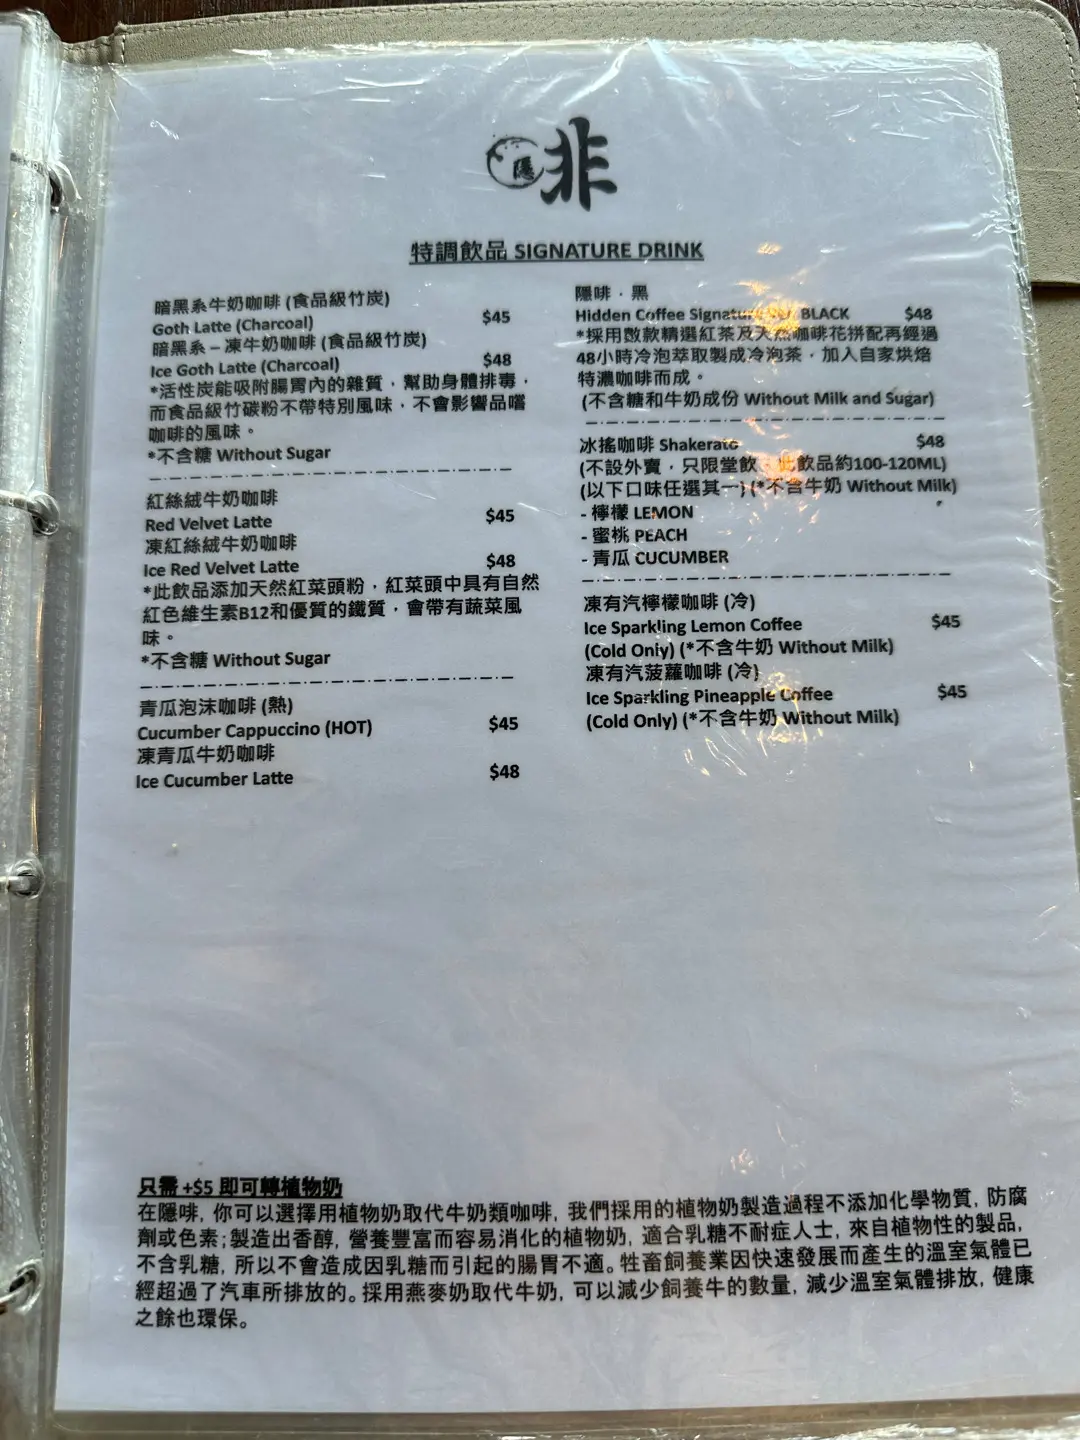 隱
啡
特調飲品 SIGNATURE DRINK
暗黑系牛奶咖啡 (食品級竹炭)
Goth Latte (Charcoal) $45
暗黑系 – 凍牛奶咖啡 (食品級竹炭)
Ice Goth Latte (Charcoal) $48
*活性炭能吸附腸胃內的雜質，幫助身體排毒，
而食品級竹碳粉不帶特別風味，不會影響品嚐
咖啡的風味。
*不含糖 Without Sugar
紅絲絨牛奶咖啡
Red Velvet Latte $45
凍紅絲絨牛奶咖啡
Ice Red Velvet Latte $48
*此飲品添加天然紅菜頭粉，紅菜頭中具有自然
紅色維生素B12和優質的鐵質，會帶有蔬菜風
味。
*不含糖 Without Sugar
青瓜泡沫咖啡 (熱)
Cucumber Cappuccino (HOT) $45
凍青瓜牛奶咖啡
Ice Cucumber Latte $48
隱啡．黑
Hidden Coffee Signature BLACK $48
*採用數款精選紅茶及天然咖啡花拼配再經過
48小時冷泡萃取製成冷泡茶，加入自家烘焙
特濃咖啡而成。
(不含糖和牛奶成份 Without Milk and Sugar)
冰搖咖啡 Shakerato $48
(不設外賣，只限堂飲，此飲品約100-120ML)
(以下口味任選其一) (*不含牛奶 Without Milk)
- 檸檬 LEMON
- 蜜桃 PEACH
- 青瓜 CUCUMBER
凍有汽檸檬咖啡 (冷)
Ice Sparkling Lemon Coffee $45
(Cold Only) (*不含牛奶 Without Milk)
凍有汽菠蘿咖啡 (冷)
Ice Sparkling Pineapple Coffee $45
(Cold Only) (*不含牛奶 Without Milk)
只需 +$5 即可轉植物奶
在隱啡, 你可以選擇用植物奶取代牛奶類咖啡, 我們採用的植物奶製造過程不添加化學物質, 防腐
劑或色素; 製造出香醇, 營養豐富而容易消化的植物奶, 適合乳糖不耐症人士, 來自植物性的製品,
不含乳糖, 所以不會造成因乳糖而引起的腸胃不適。牲畜飼養業因快速發展而產生的溫室氣體已
經超過了汽車所排放的。採用燕麥奶取代牛奶, 可以減少飼養牛的數量, 減少溫室氣體排放, 健康
之餘也環保。